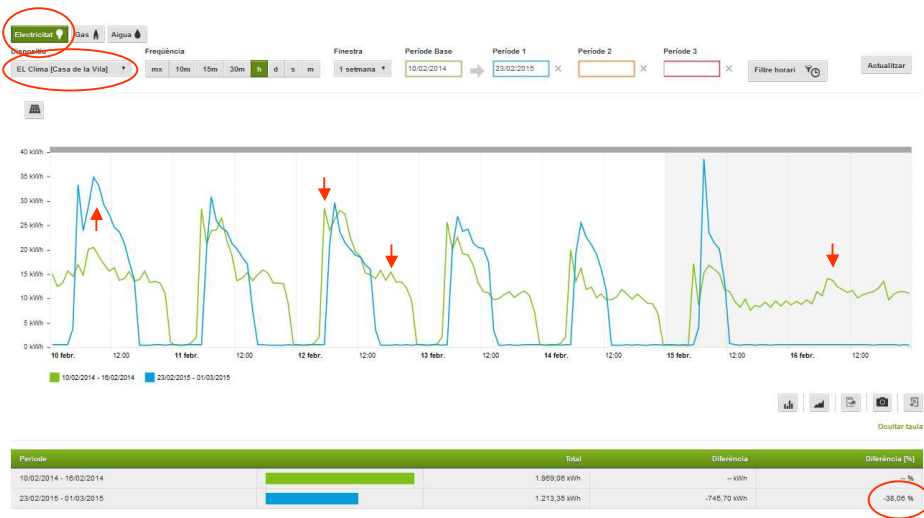 Electricitat Gas Aigua
Dispositiu Freqüència Finestra Període Base Període 1 Període 2 Període 3
EL Clima [Casa de la Vila] mx 10m 15m 30m h d s m 1 setmana 10/02/2014 23/02/2015 Filtre horari Actualitzar
40 kWh
35 kWh
30 kWh
25 kWh
20 kWh
15 kWh
10 kWh
5 kWh
0 kWh
10 febr. 12:00 11 febr. 12:00 12 febr. 12:00 13 febr. 12:00 14 febr. 12:00 15 febr. 12:00 16 febr. 12:00
10/02/2014 - 16/02/2014 23/02/2015 - 01/03/2015
Ocultar taula
Període Total Diferència Diferència [%]
10/02/2014 - 16/02/2014 1.959,06 kWh -- kWh -- %
23/02/2015 - 01/03/2015 1.213,35 kWh -745,70 kWh -38,06 %